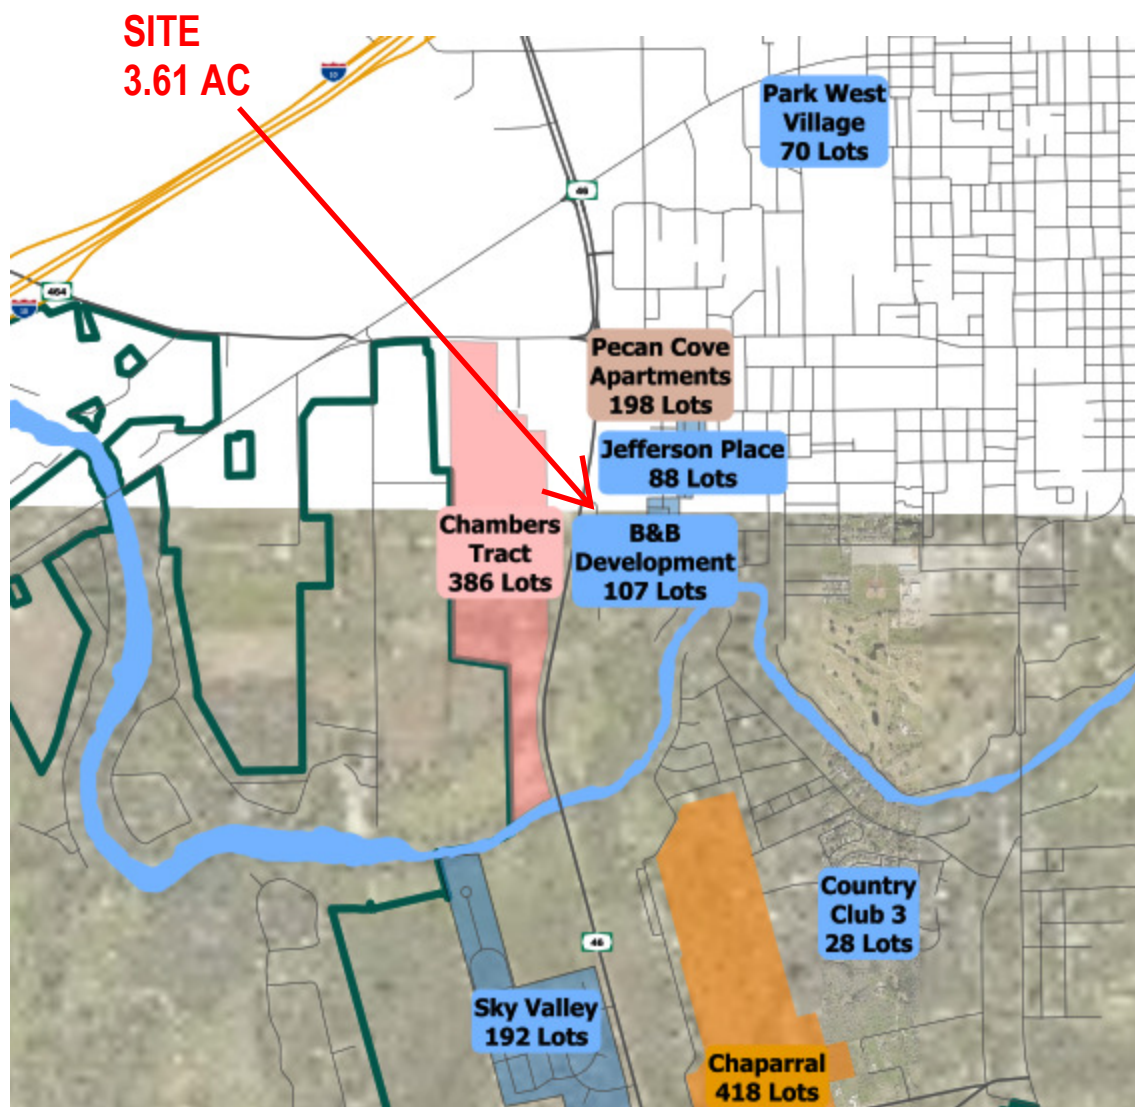 SITE
3.61 AC
10
Park West
Village
70 Lots
46
464
Pecan Cove
Apartments
198 Lots
Jefferson Place
88 Lots
Chambers
Tract
386 Lots
B&B
Development
107 Lots
Country
Club 3
28 Lots
46
Sky Valley
192 Lots
Chaparral
418 Lots